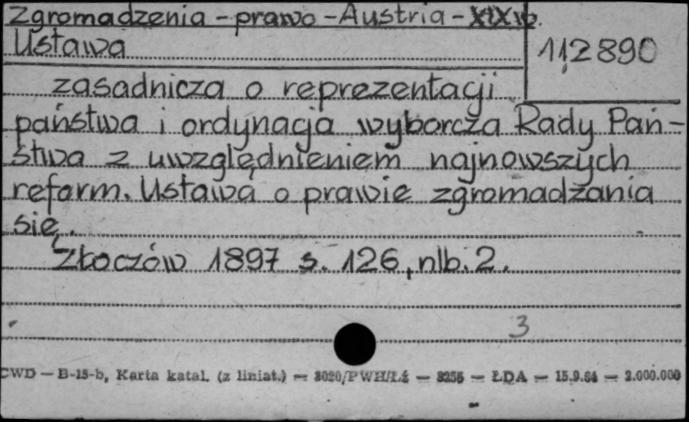 Zgromadzenia - prawo - Austria - XIX w.
Ustawa
112890
zasadnicza o reprezentacji
państwa i ordynacja wyborcza Rady Pań-
stwa z uwzględnieniem najnowszych
reform. Ustawa o prawie zgromadzania
się.
Złoczów 1897 s. 126, nlb. 2.
3
CWD — B-15-b, Karta katal. (z liniat.) — 3020/PWH/Łź — 3256 — ŁDA — 15.9.64 — 2.000.000